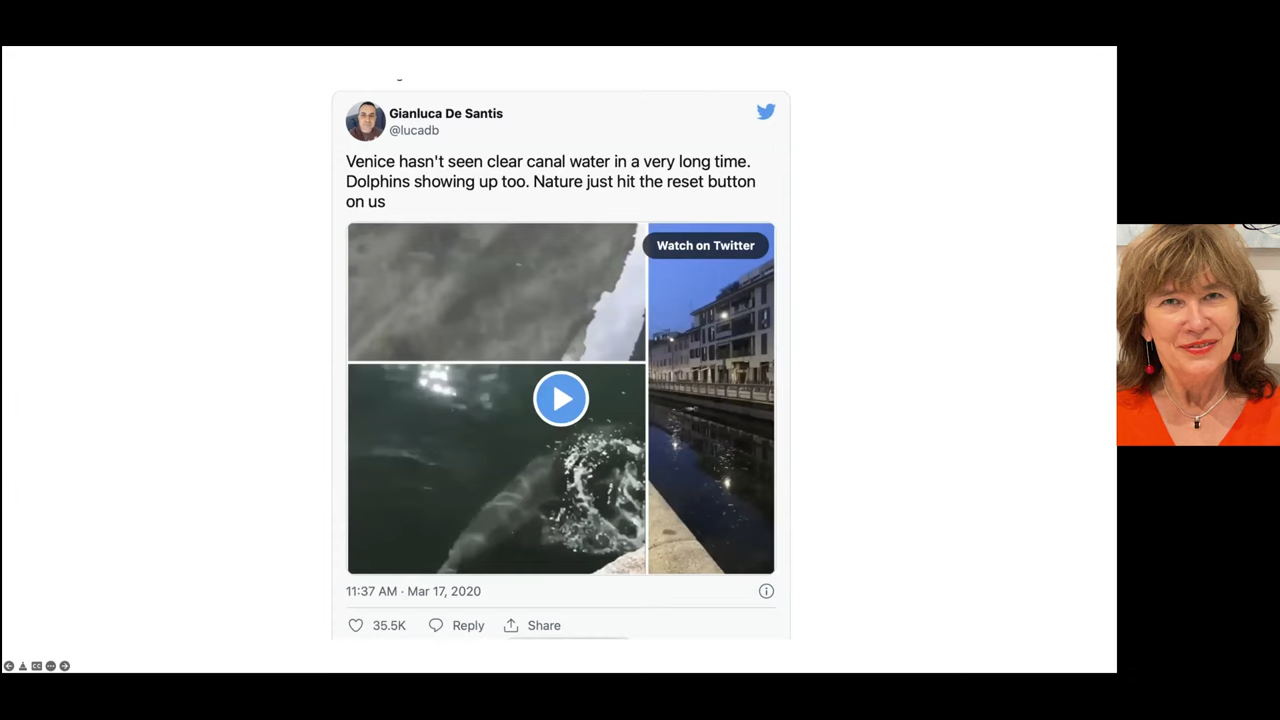 Gianluca De Santis
@lucadb
Venice hasn't seen clear canal water in a very long time.
Dolphins showing up too. Nature just hit the reset button
on us
Watch on Twitter
11:37 AM · Mar 17, 2020
35.5K Reply Share